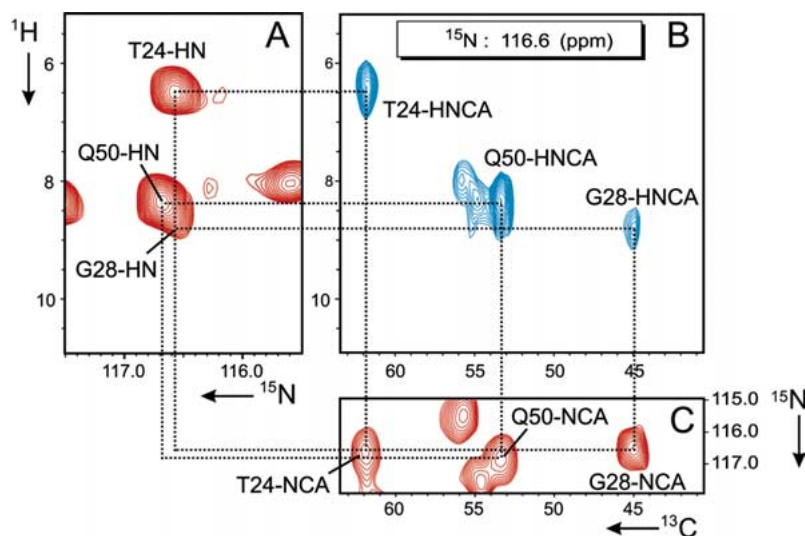 ¹H
A
B
T24-HN
¹⁵N : 116.6 (ppm)
6
6
T24-HNCA
Q50-HN
Q50-HNCA
8
8
G28-HNCA
G28-HN
10
10
117.0
116.0
60
55
50
45
¹⁵N
C
115.0
¹⁵N
Q50-NCA
116.0
117.0
T24-NCA
G28-NCA
60
55
50
45
¹³C